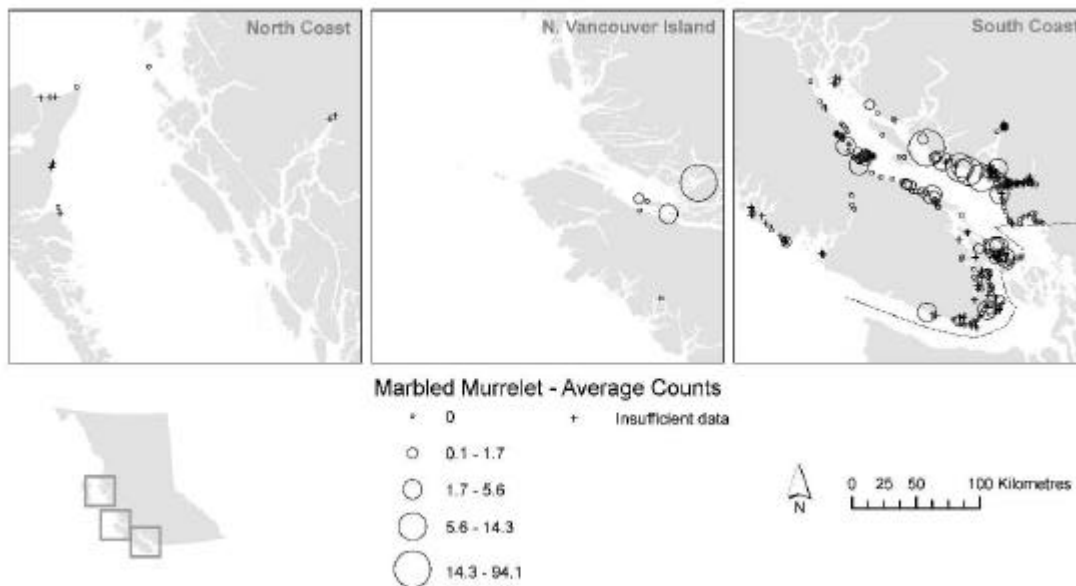 North Coast
N. Vancouver Island
South Coast
Marbled Murrelet - Average Counts
0
Insufficient data
0.1 - 1.7
1.7 - 5.6
5.6 - 14.3
14.3 - 94.1
N
0 25 50 100 Kilometres